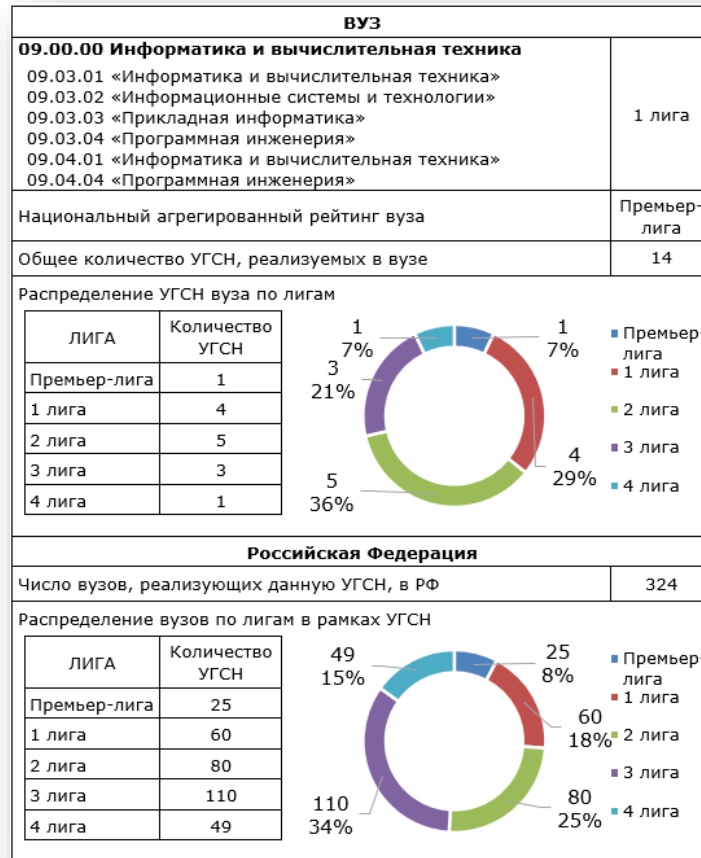 ВУЗ
09.00.00 Информатика и вычислительная техника
09.03.01 «Информатика и вычислительная техника»
09.03.02 «Информационные системы и технологии»
09.03.03 «Прикладная информатика»
09.03.04 «Программная инженерия»
09.04.01 «Информатика и вычислительная техника»
09.04.04 «Программная инженерия»
1 лига
Национальный агрегированный рейтинг вуза
Премьер-
лига
Общее количество УГСН, реализуемых в вузе
14
Распределение УГСН вуза по лигам
ЛИГА
Количество
УГСН
Премьер-лига 1
1 лига 4
2 лига 5
3 лига 3
4 лига 1
1
7%
3
21%
5
36%
1
7%
4
29%
Премьер-
лига
1 лига
2 лига
3 лига
4 лига
Российская Федерация
Число вузов, реализующих данную УГСН, в РФ
324
Распределение вузов по лигам в рамках УГСН
ЛИГА
Количество
УГСН
Премьер-лига 25
1 лига 60
2 лига 80
3 лига 110
4 лига 49
49
15%
110
34%
25
8%
60
18%
80
25%
Премьер-
лига
1 лига
2 лига
3 лига
4 лига